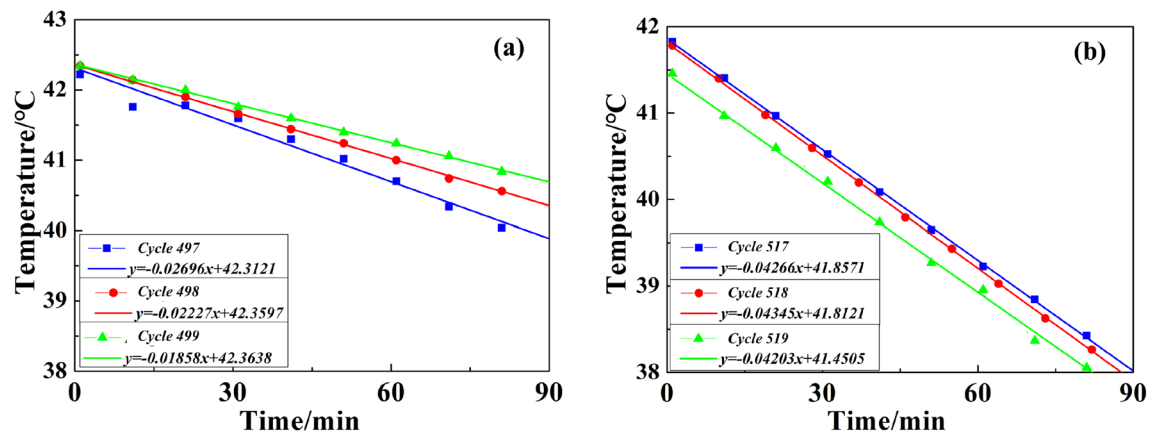 43
42
41
40
39
38
Temperature/°C
(a)
Cycle 497
y=-0.02696x+42.3121
Cycle 498
y=-0.02227x+42.3597
Cycle 499
y=-0.01858x+42.3638
0
30
60
90
Time/min
42
41
40
39
38
Temperature/°C
(b)
Cycle 517
y=-0.04266x+41.8571
Cycle 518
y=-0.04345x+41.8121
Cycle 519
y=-0.04203x+41.4505
0
30
60
90
Time/min